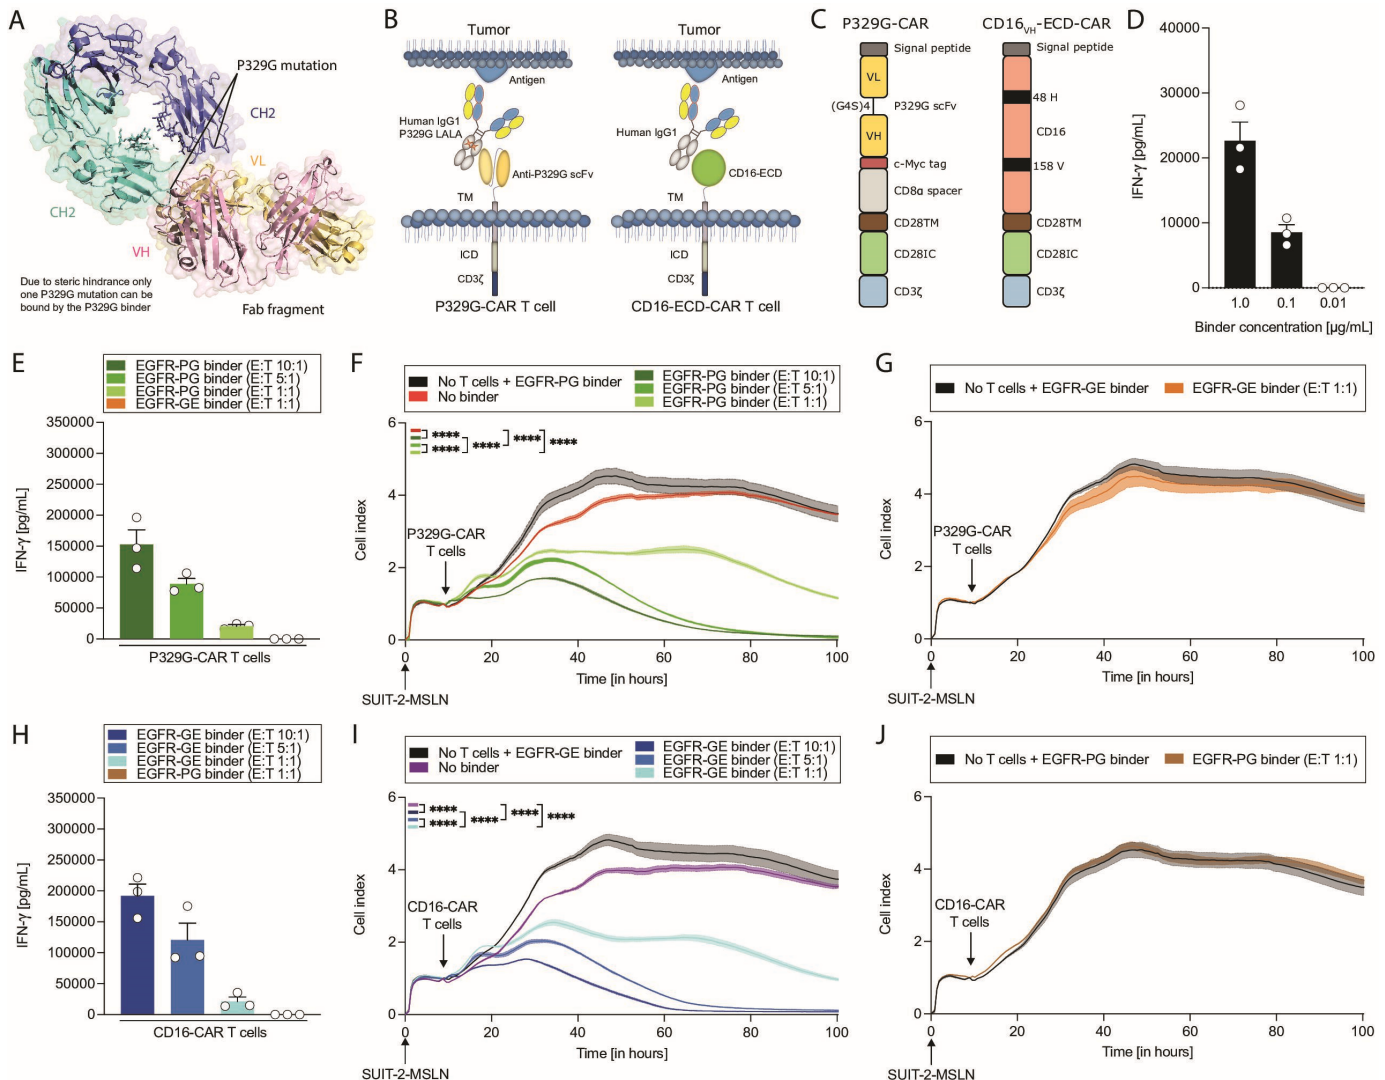 A
P329G mutation
CH2
VL
CH2
VH
Due to steric hindrance only
one P329G mutation can be
bound by the P329G binder
Fab fragment
B
Tumor
Tumor
Antigen
Antigen
Human IgG1
P329G LALA
Human IgG1
Anti-P329G scFv
CD16-ECD
TM
TM
ICD
ICD
CD3ζ
CD3ζ
P329G-CAR T cell
CD16-ECD-CAR T cell
C
P329G-CAR
CD16VH-ECD-CAR
Signal peptide
VL
(G4S)4
P329G scFv
VH
c-Myc tag
CD8α spacer
CD28TM
CD28IC
CD3ζ
Signal peptide
48 H
CD16
158 V
CD28TM
CD28IC
CD3ζ
D
IFN-γ [pg/mL]
40000
30000
20000
10000
0
1.0
0.1
0.01
Binder concentration [µg/mL]
E
EGFR-PG binder (E:T 10:1)
EGFR-PG binder (E:T 5:1)
EGFR-PG binder (E:T 1:1)
EGFR-GE binder (E:T 1:1)
IFN-γ [pg/mL]
350000
300000
250000
200000
150000
100000
50000
0
P329G-CAR T cells
F
No T cells + EGFR-PG binder
No binder
EGFR-PG binder (E:T 10:1)
EGFR-PG binder (E:T 5:1)
EGFR-PG binder (E:T 1:1)
****
****
****
****
****
Cell index
6
4
2
0
P329G-CAR
T cells
0
20
40
60
80
100
Time [in hours]
SUIT-2-MSLN
G
No T cells + EGFR-GE binder
EGFR-GE binder (E:T 1:1)
Cell index
6
4
2
0
P329G-CAR
T cells
0
20
40
60
80
100
Time [in hours]
SUIT-2-MSLN
H
EGFR-GE binder (E:T 10:1)
EGFR-GE binder (E:T 5:1)
EGFR-GE binder (E:T 1:1)
EGFR-PG binder (E:T 1:1)
IFN-γ [pg/mL]
350000
300000
250000
200000
150000
100000
50000
0
CD16-CAR T cells
I
No T cells + EGFR-GE binder
No binder
EGFR-GE binder (E:T 10:1)
EGFR-GE binder (E:T 5:1)
EGFR-GE binder (E:T 1:1)
****
****
****
****
****
Cell index
6
4
2
0
CD16-CAR
T cells
0
20
40
60
80
100
Time [in hours]
SUIT-2-MSLN
J
No T cells + EGFR-PG binder
EGFR-PG binder (E:T 1:1)
Cell index
6
4
2
0
CD16-CAR
T cells
0
20
40
60
80
100
Time [in hours]
SUIT-2-MSLN